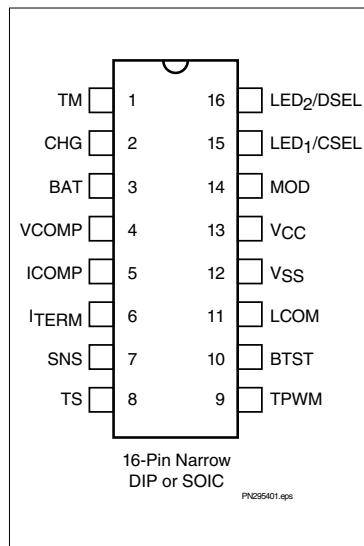 TM 1 16 LED2/DSEL
CHG 2 15 LED1/CSEL
BAT 3 14 MOD
VCOMP 4 13 VCC
ICOMP 5 12 VSS
ITERM 6 11 LCOM
SNS 7 10 BTST
TS 8 9 TPWM
16-Pin Narrow
DIP or SOIC
PN295401.eps